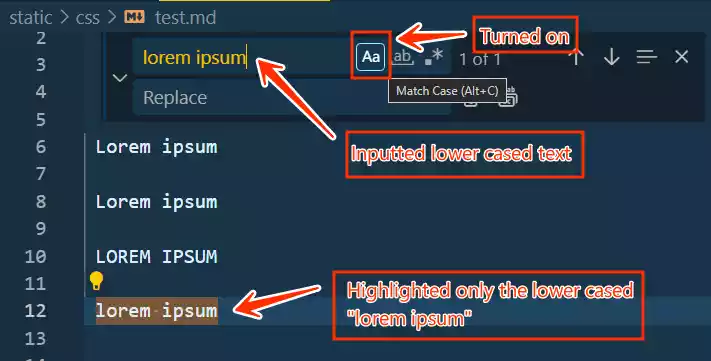 static > css > test.md
Turned on
2
lorem ipsum Aa ab 1 of 1
3
Replace
Match Case (Alt+C)
4
5
6 Lorem ipsum
Inputted lower cased text
7
8 Lorem ipsum
9
10 LOREM IPSUM
11
12 lorem ipsum
Highlighted only the lower cased
"lorem ipsum"
13
14